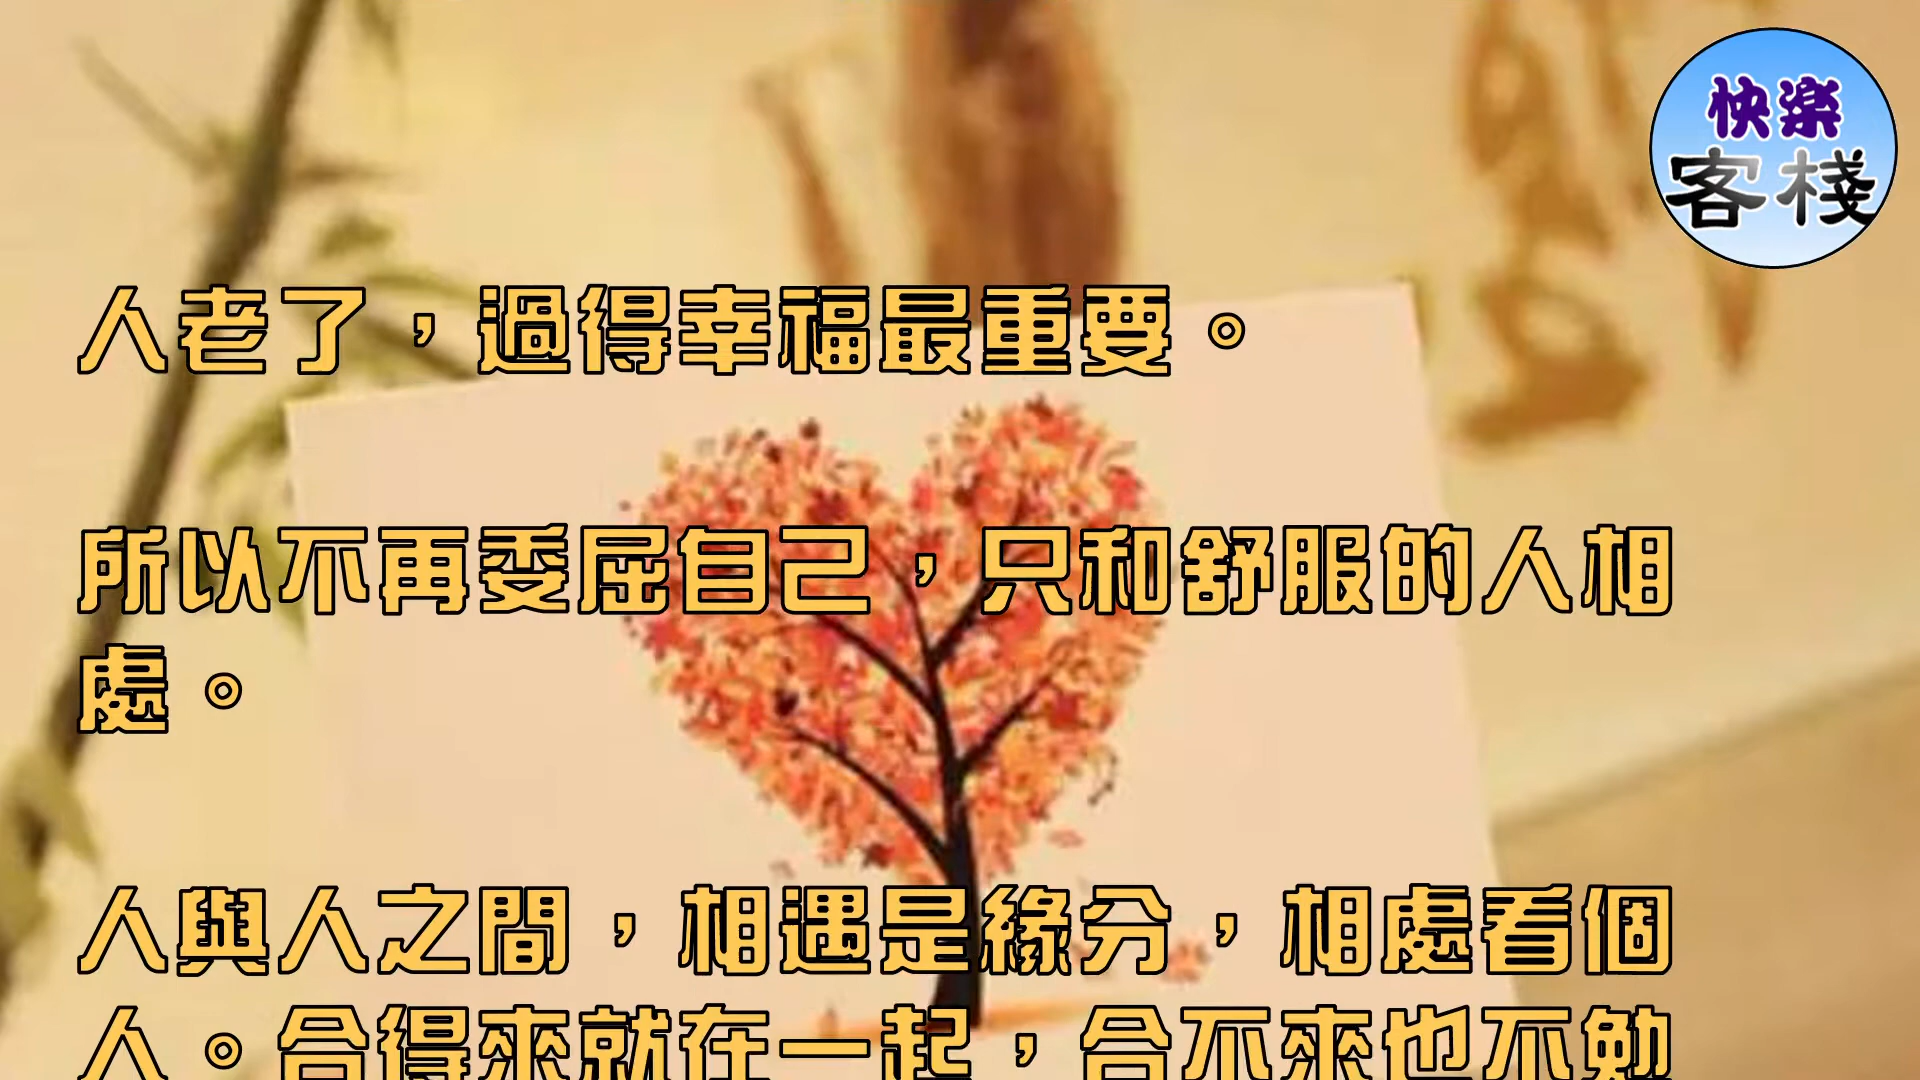 快樂
客棧
人老了，過得幸福最重要。
所以不再委屈自己，只和舒服的人相
處。
人與人之間，相遇是緣分，相處看個
人。合得來就在一起，合不來也不勉